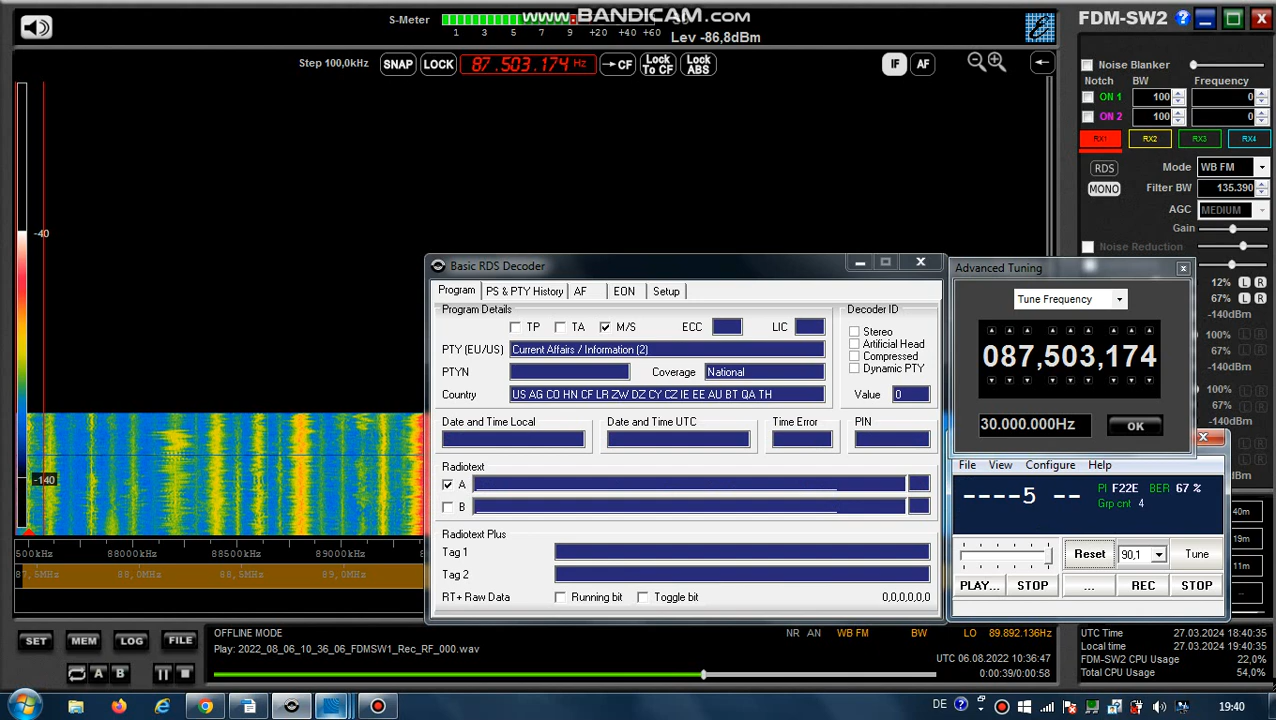 www.BANDICAM.com
S-Meter
1 3 5 7 9 +20 +40 +60
Lev -86,8dBm
FDM-SW2
Step 100,0kHz
SNAP
LOCK
87.503.174 Hz
→CF
Lock To CF
Lock ABS
IF
AF
Noise Blanker
Notch BW Frequency
ON 1 100 0
ON 2 100 0
RX1 RX2 RX3 RX4
RDS
Mode WB FM
MONO
Filter BW 135.390
AGC MEDIUM
Gain
Noise Reduction
12% L R
67% L R
-140dBm
100% L R
67% L R
-140dBm
100% L R
67% L R
-140dBm
-40
-140
500kHz 88000kHz 88500kHz 89000kHz
87,5MHz 88,0MHz 88,5MHz 89,0MHz
Basic RDS Decoder
Program PS & PTY History AF EON Setup
Program Details
TP TA M/S ECC LIC
PTY (EU/US) Current Affairs / Information (2)
PTYN Coverage National
Country US AG CO HN CF LR ZW DZ CY CZ IE EE AU BT QA TH
Decoder ID
Stereo
Artificial Head
Compressed
Dynamic PTY
Value 0
Date and Time Local
Date and Time UTC
Time Error
PIN
Radiotext
A
B
Radiotext Plus
Tag 1
Tag 2
RT+ Raw Data Running bit Toggle bit 0,0,0,0,0,0
Advanced Tuning
Tune Frequency
087,503,174
30.000.000Hz
OK
File View Configure Help
----5 -- PI F22E BER 67 %
Grp cnt 4
Reset 90,1 Tune
PLAY... STOP ... REC STOP
40m
19m
11m
SET MEM LOG FILE
A B
OFFLINE MODE
NR AN WB FM BW LO 89.892.136Hz
Play: 2022_08_06_10_36_06_FDMSW1_Rec_RF_000.wav
UTC 06.08.2022 10:36:47
0:00:39/0:00:58
UTC Time 27.03.2024 18:40:35
Local time 27.03.2024 19:40:35
FDM-SW2 CPU Usage 22,0%
Total CPU Usage 54,0%
DE
19:40